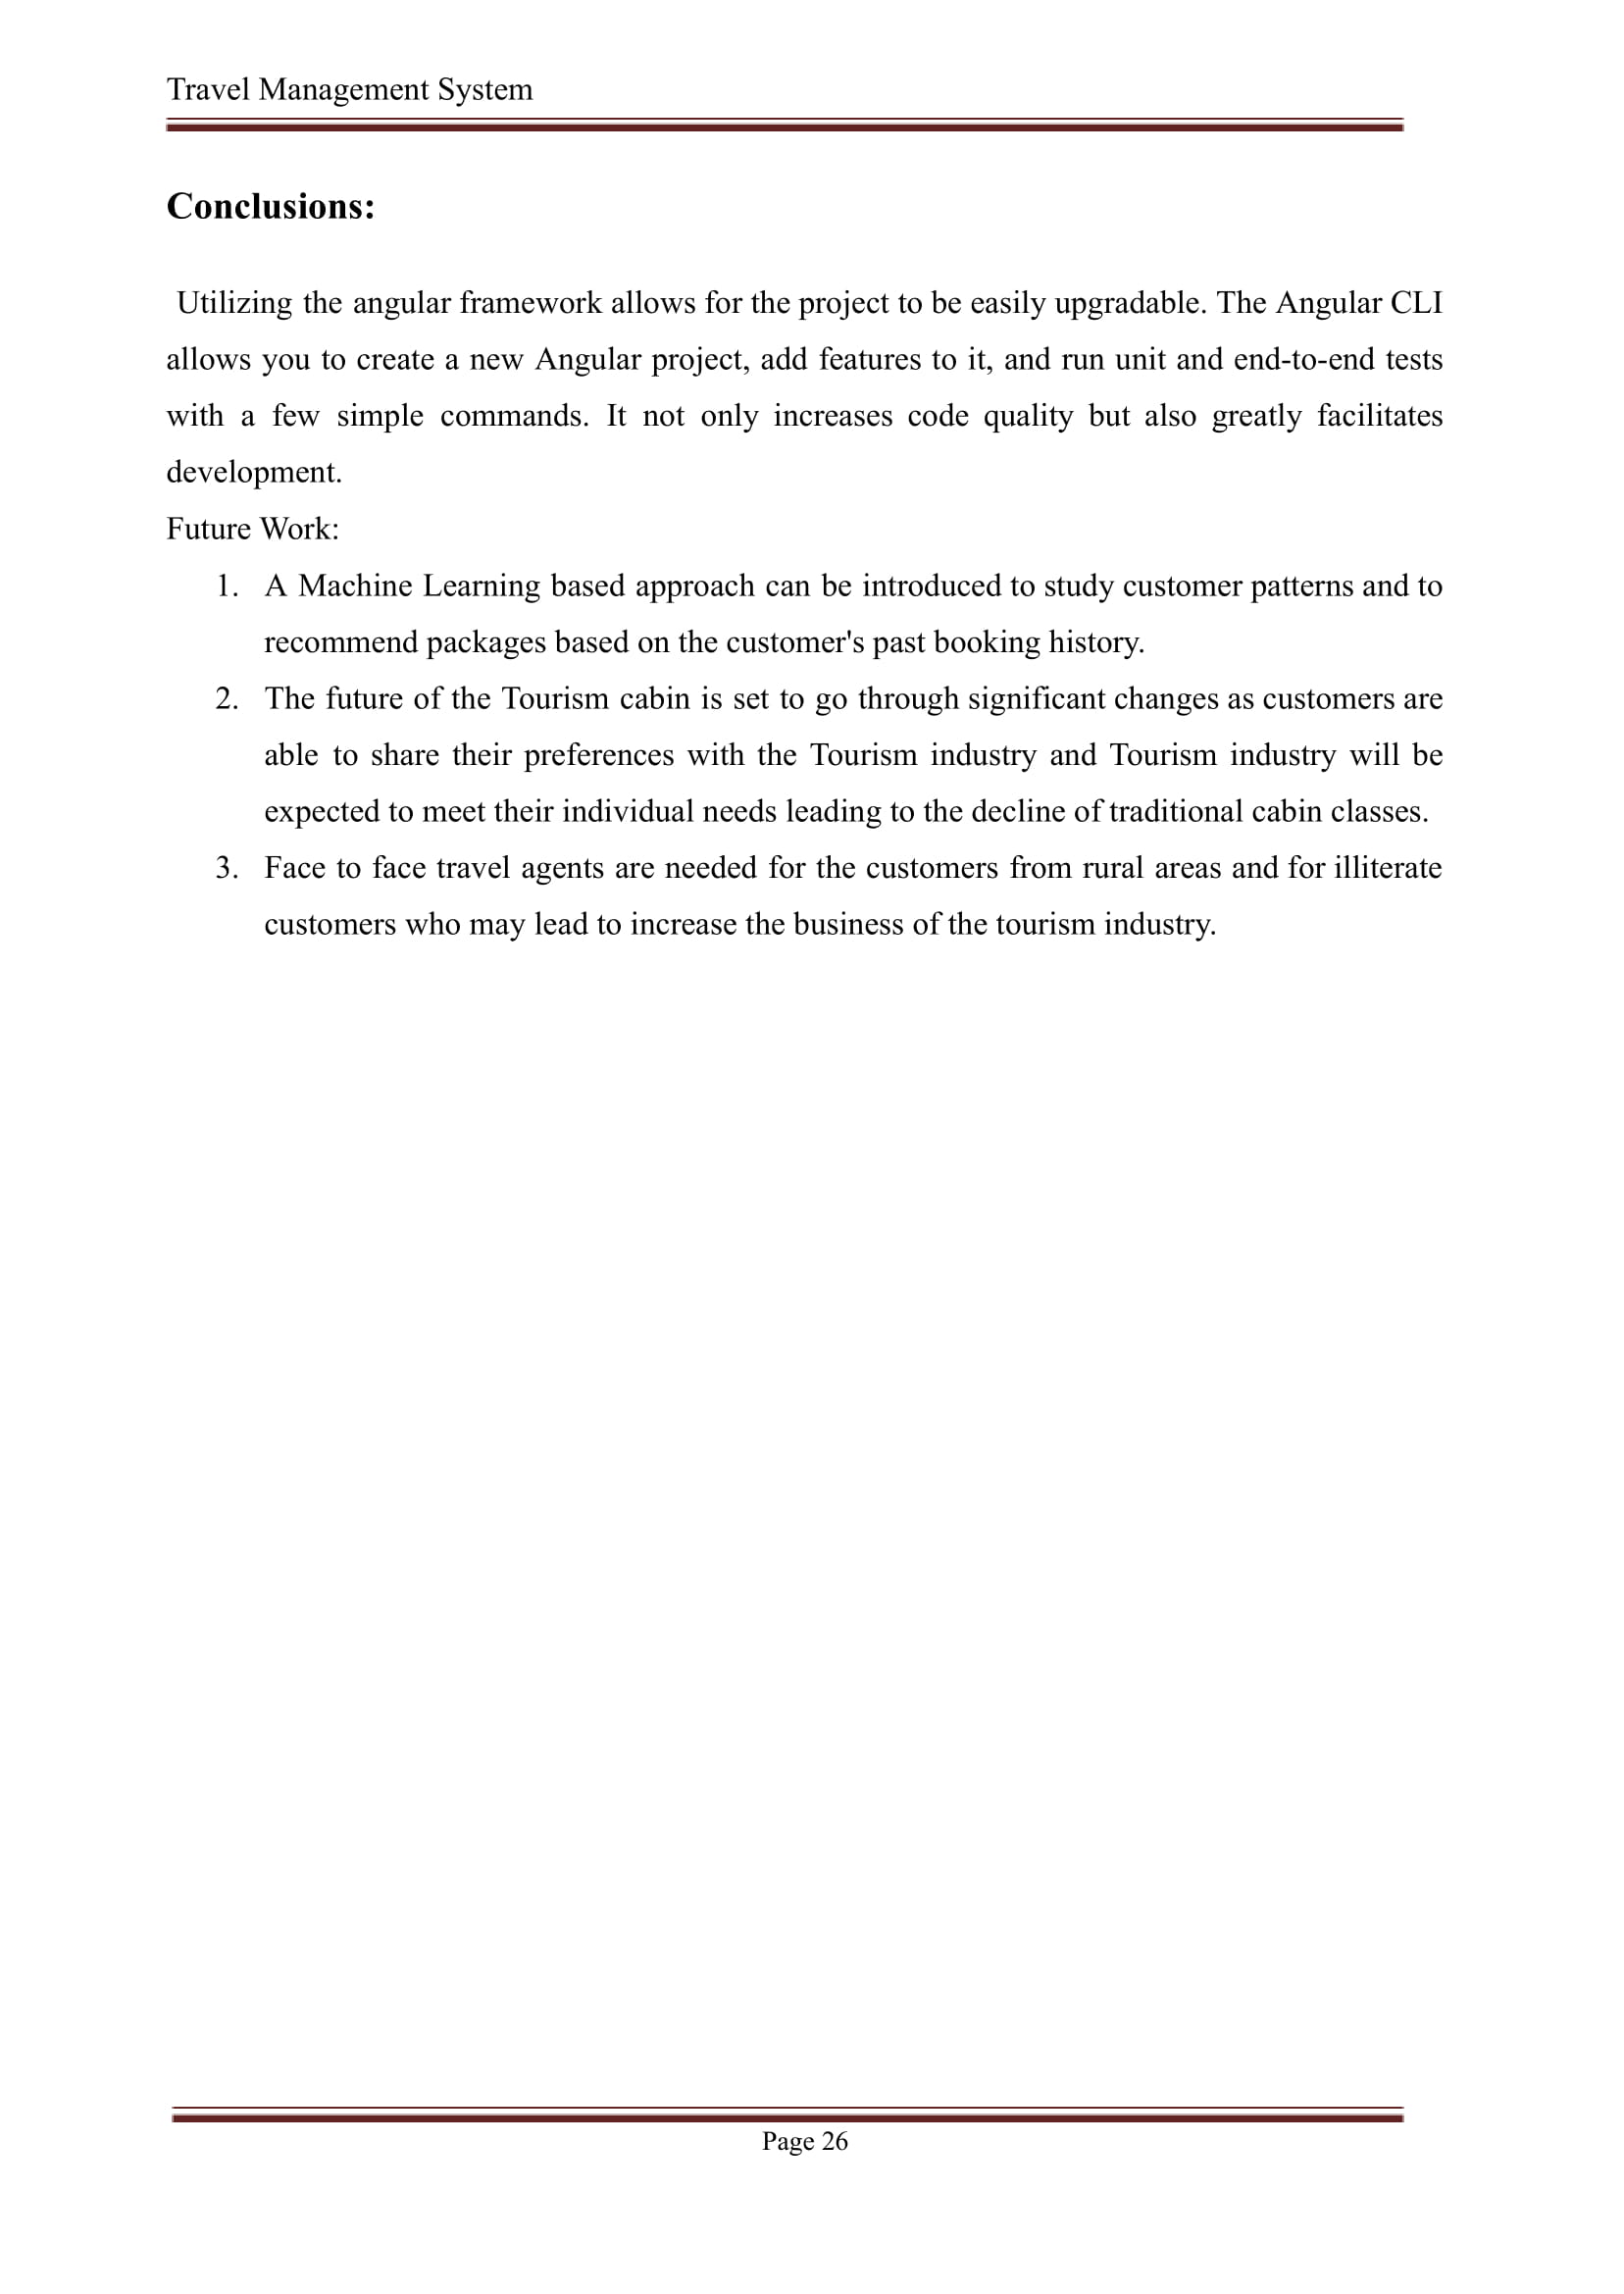 Travel Management System
Conclusions:
Utilizing the angular framework allows for the project to be easily upgradable. The Angular CLI
allows you to create a new Angular project, add features to it, and run unit and end-to-end tests
with a few simple commands. It not only increases code quality but also greatly facilitates
development.
Future Work:
1. A Machine Learning based approach can be introduced to study customer patterns and to
recommend packages based on the customer's past booking history.
2. The future of the Tourism cabin is set to go through significant changes as customers are
able to share their preferences with the Tourism industry and Tourism industry will be
expected to meet their individual needs leading to the decline of traditional cabin classes.
3. Face to face travel agents are needed for the customers from rural areas and for illiterate
customers who may lead to increase the business of the tourism industry.
Page 26